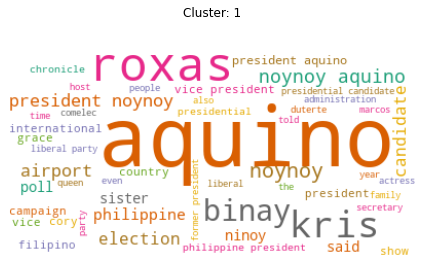 Cluster: 1
roxas
president aquino
chronicle
noynoy aquino
host
people
vice president
presidential candidate
president noynoy
also
administration
candidate
time
comelec
presidential
duterte
marcos
international
told
grace
aquino
liberal party
airport
country
noynoy
year
poll
queen
even
former president
liberal
the
actress
sister
binay
president
family
campaign
philippine
kris
secretary
vice
cory
party
election
ninoy
said
filipino
philippine president
show